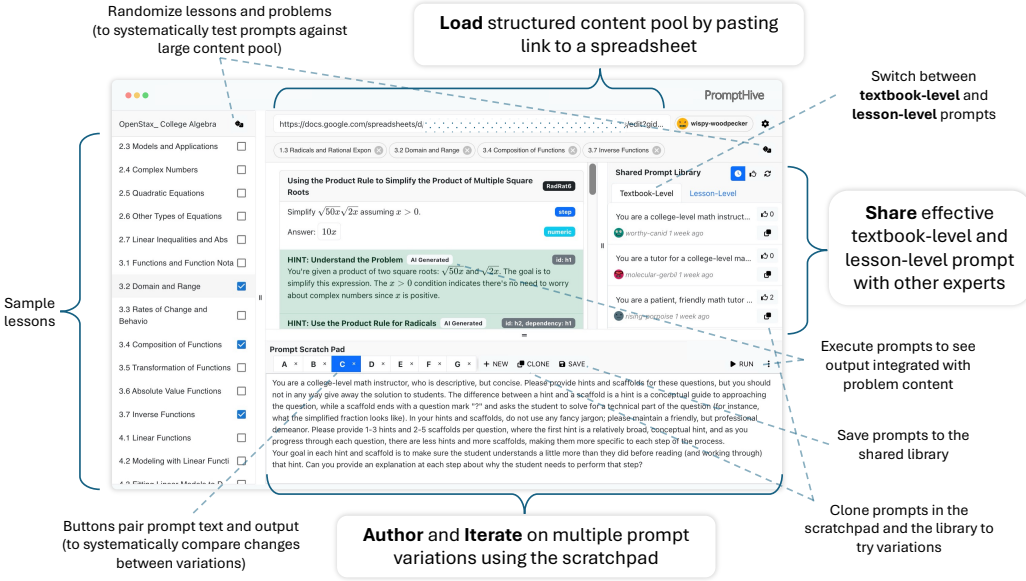 Randomize lessons and problems
(to systematically test prompts against
large content pool)
Load structured content pool by pasting
link to a spreadsheet
Switch between
textbook-level and
lesson-level prompts
PromptHive
OpenStax_ College Algebra
https://docs.google.com/spreadsheets/d/
/edit?gid...
wispy-woodpecker
1.3 Radicals and Rational Expon
3.2 Domain and Range
3.4 Composition of Functions
3.7 Inverse Functions
Sample
lessons
2.3 Models and Applications
2.4 Complex Numbers
2.5 Quadratic Equations
2.6 Other Types of Equations
2.7 Linear Inequalities and Abs
3.1 Functions and Function Nota
3.2 Domain and Range
3.3 Rates of Change and
Behavio
3.4 Composition of Functions
3.5 Transformation of Functions
3.6 Absolute Value Functions
3.7 Inverse Functions
4.1 Linear Functions
4.2 Modeling with Linear Functi
4.3 Fitting Linear Models to D
Using the Product Rule to Simplify the Product of Multiple Square
Roots
RadRat6
Simplify √50x√2x assuming x > 0.
step
Answer: 10x
numeric
HINT: Understand the Problem AI Generated id: h1
You're given a product of two square roots: √50x and √2x. The goal is
to simplify this expression. The x > 0 condition indicates there's no need to worry
about complex numbers since x is positive.
HINT: Use the Product Rule for Radicals AI Generated id: h2, dependency: h1
Shared Prompt Library
Textbook-Level Lesson-Level
You are a college-level math instruct... 0
worthy-canid 1 week ago
You are a tutor for a college-level ma... 0
molecular-gerbil 1 week ago
You are a patient, friendly math tutor ... 2
rising-porpoise 1 week ago
Share effective
textbook-level and
lesson-level prompt
with other experts
Prompt Scratch Pad
A × B × C × D × E × F × G × + NEW CLONE SAVE RUN
You are a college-level math instructor, who is descriptive, but concise. Please provide hints and scaffolds for these questions, but you should
not in any way give away the solution to students. The difference between a hint and a scaffold is a hint is a conceptual guide to approaching
the question, while a scaffold ends with a question mark "?" and asks the student to solve for a technical part of the question (for instance,
what the simplified fraction looks like). In your hints and scaffolds, do not use any fancy jargon; please maintain a friendly, but professional
demeanor. Please provide 1-3 hints and 2-5 scaffolds per question, where the first hint is a relatively broad, conceptual hint, and as you
progress through each question, there are less hints and more scaffolds, making them more specific to each step of the process.
Your goal in each hint and scaffold is to make sure the student understands a little more than they did before reading (and working through)
that hint. Can you provide an explanation at each step about why the student needs to perform that step?
Execute prompts to see
output integrated with
problem content
Save prompts to the
shared library
Clone prompts in the
scratchpad and the library to
try variations
Buttons pair prompt text and output
(to systematically compare changes
between variations)
Author and Iterate on multiple prompt
variations using the scratchpad